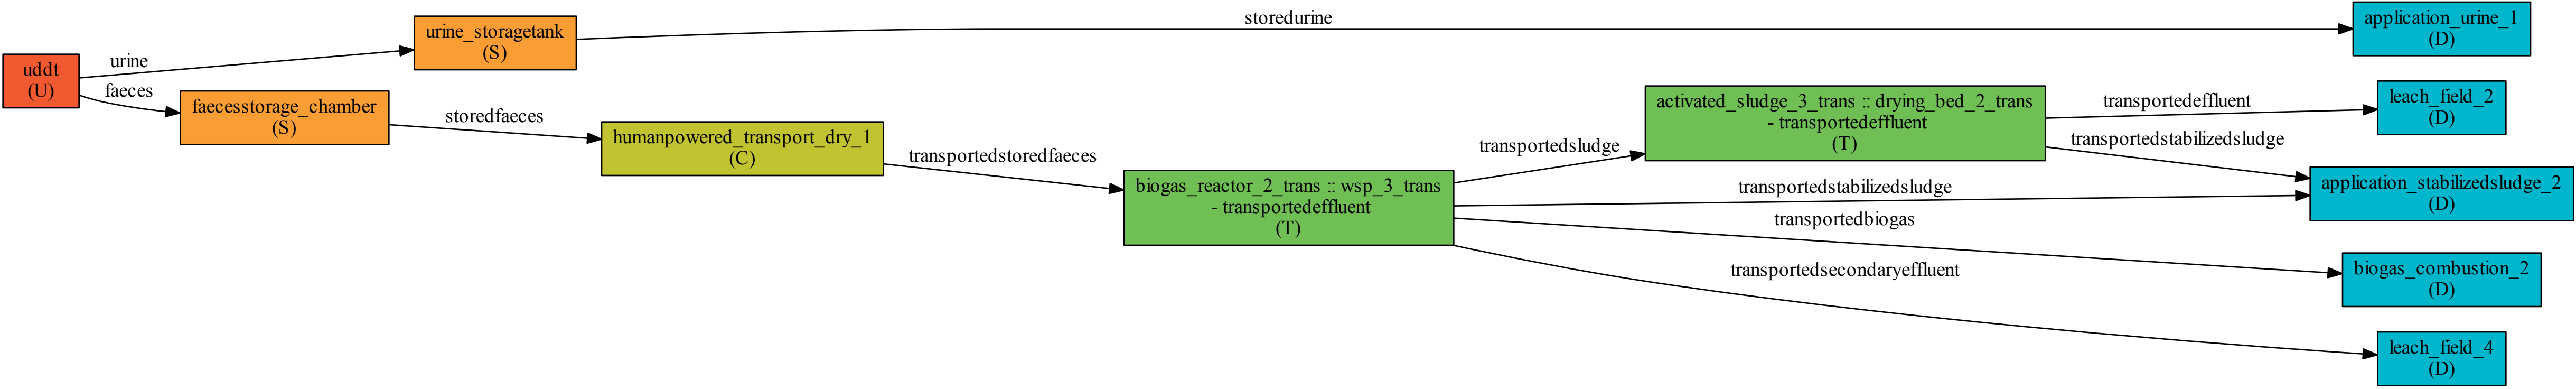 uddt
(U)
urine
faeces
urine_storagetank
(S)
faecesstorage_chamber
(S)
storedurine
storedfaeces
humanpowered_transport_dry_1
(C)
transportedstoredfaeces
biogas_reactor_2_trans :: wsp_3_trans
- transportedeffluent
(T)
transportedsludge
activated_sludge_3_trans :: drying_bed_2_trans
- transportedeffluent
(T)
transportedstabilizedsludge
transportedbiogas
transportedsecondaryeffluent
transportedeffluent
transportedstabilizedsludge
application_urine_1
(D)
leach_field_2
(D)
application_stabilizedsludge_2
(D)
biogas_combustion_2
(D)
leach_field_4
(D)